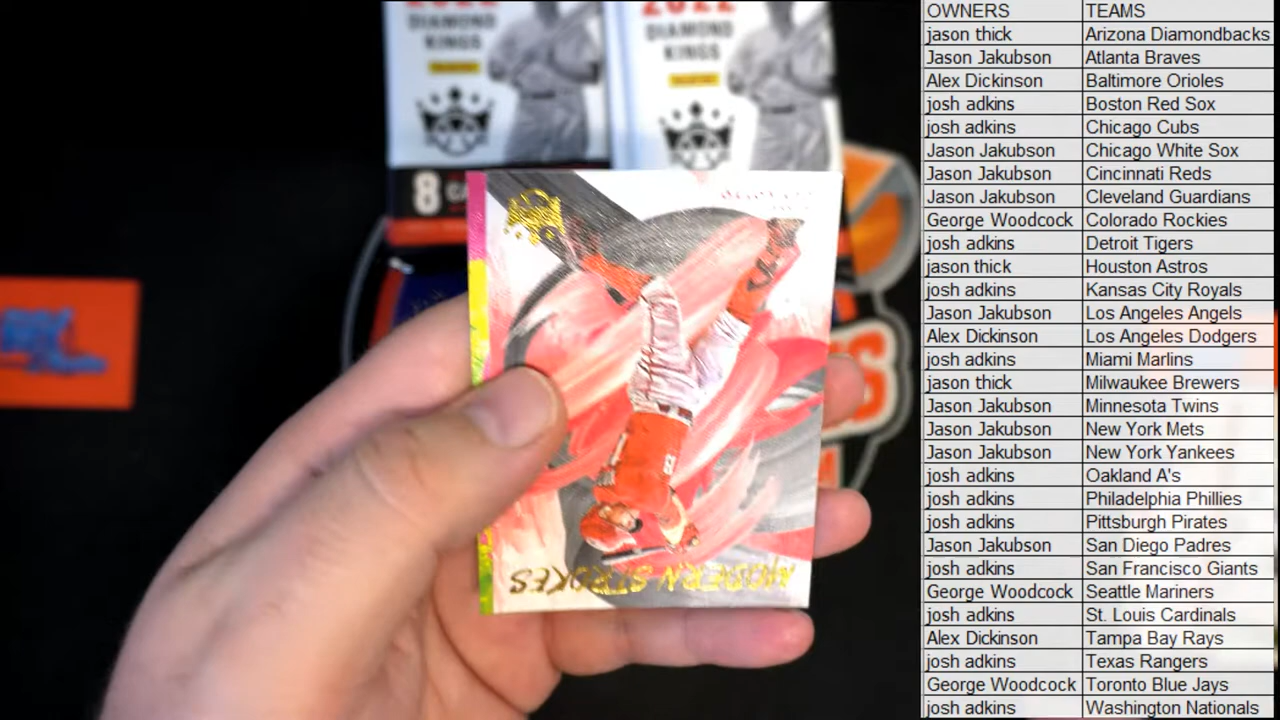 2022
DIAMOND
KINGS
2022
DIAMOND
KINGS
8
MODERN STROKES
OWNERS TEAMS
jason thick Arizona Diamondbacks
Jason Jakubson Atlanta Braves
Alex Dickinson Baltimore Orioles
josh adkins Boston Red Sox
josh adkins Chicago Cubs
Jason Jakubson Chicago White Sox
Jason Jakubson Cincinnati Reds
Jason Jakubson Cleveland Guardians
George Woodcock Colorado Rockies
josh adkins Detroit Tigers
jason thick Houston Astros
josh adkins Kansas City Royals
Jason Jakubson Los Angeles Angels
Alex Dickinson Los Angeles Dodgers
josh adkins Miami Marlins
jason thick Milwaukee Brewers
Jason Jakubson Minnesota Twins
Jason Jakubson New York Mets
Jason Jakubson New York Yankees
josh adkins Oakland A's
josh adkins Philadelphia Phillies
josh adkins Pittsburgh Pirates
Jason Jakubson San Diego Padres
josh adkins San Francisco Giants
George Woodcock Seattle Mariners
josh adkins St. Louis Cardinals
Alex Dickinson Tampa Bay Rays
josh adkins Texas Rangers
George Woodcock Toronto Blue Jays
josh adkins Washington Nationals